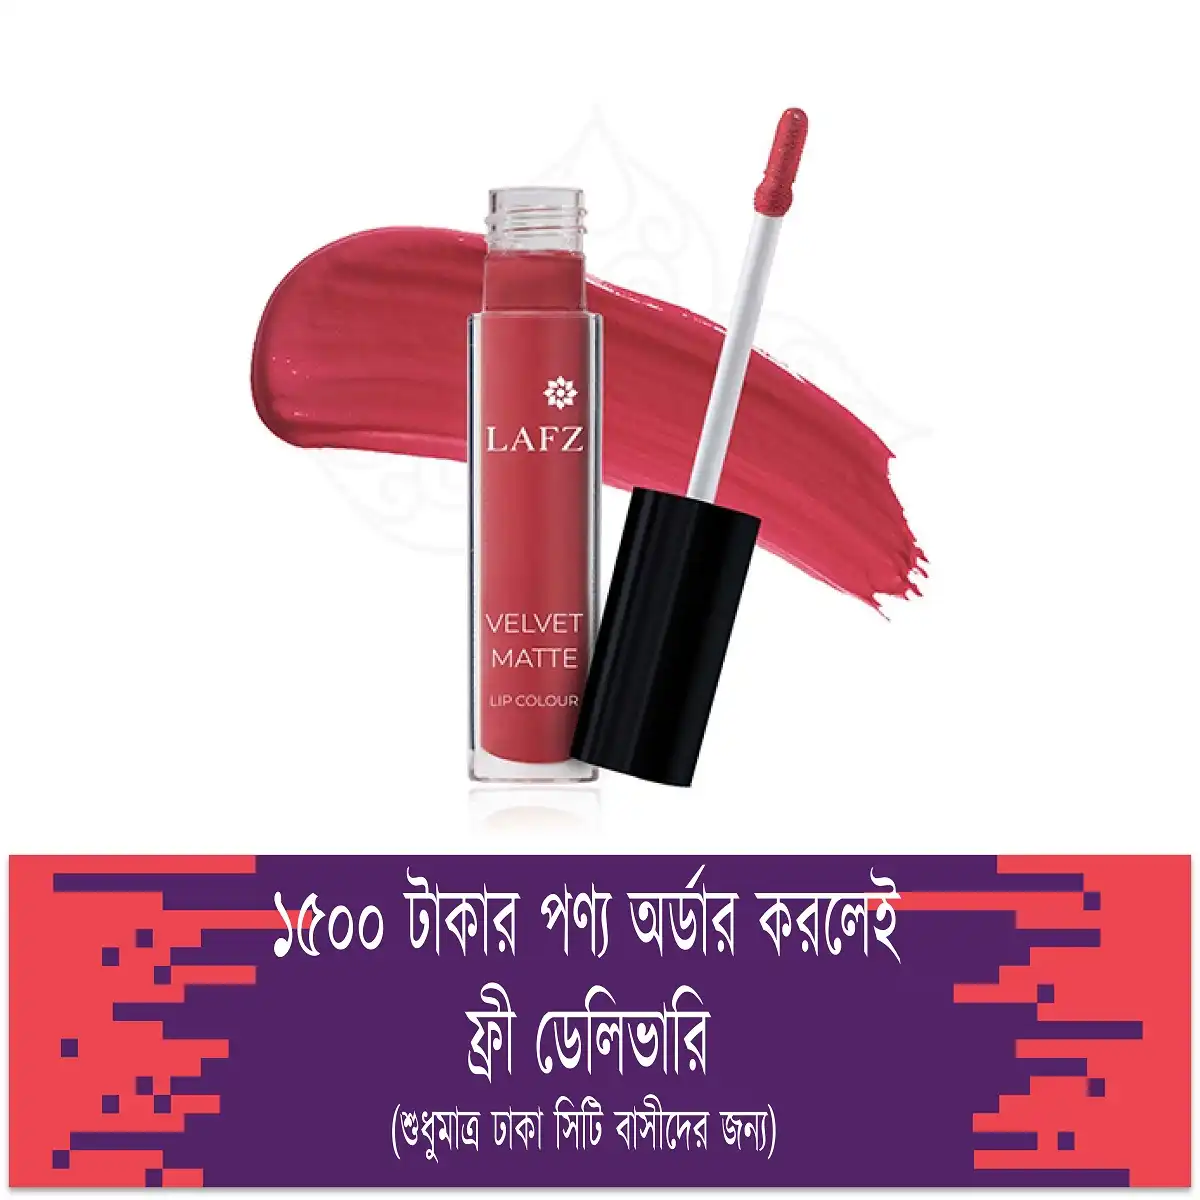 LAFZ
VELVET
MATTE
LIP COLOUR
১৫০০ টাকার পণ্য অর্ডার করলেই
ফ্রী ডেলিভারি
(শুধুমাত্র ঢাকা সিটি বাসীদের জন্য)